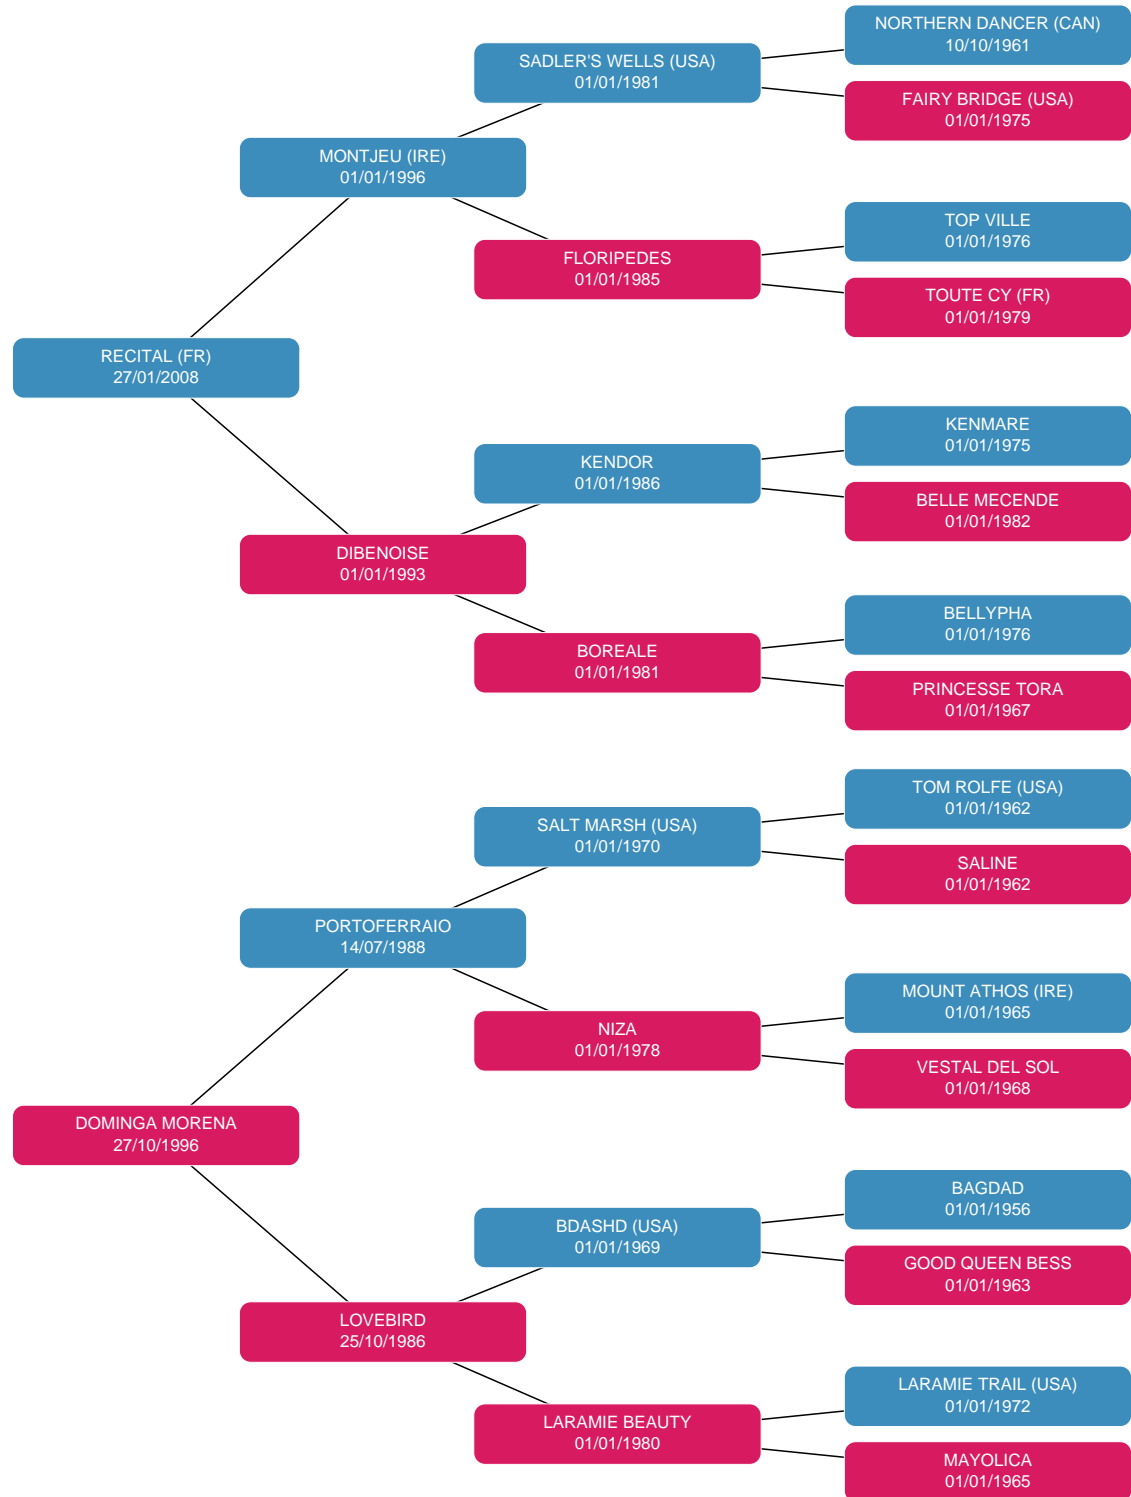 NORTHERN DANCER (CAN)
10/10/1961
SADLER'S WELLS (USA)
01/01/1981
FAIRY BRIDGE (USA)
01/01/1975
MONTJEU (IRE)
01/01/1996
TOP VILLE
01/01/1976
FLORIPEDES
01/01/1985
TOUTE CY (FR)
01/01/1979
RECITAL (FR)
27/01/2008
KENMARE
01/01/1975
KENDOR
01/01/1986
BELLE MECENDE
01/01/1982
DIBENOISE
01/01/1993
BELLYPHA
01/01/1976
BOREALE
01/01/1981
PRINCESSE TORA
01/01/1967
TOM ROLFE (USA)
01/01/1962
SALT MARSH (USA)
01/01/1970
SALINE
01/01/1962
PORTOFERRAIO
14/07/1988
MOUNT ATHOS (IRE)
01/01/1965
NIZA
01/01/1978
VESTAL DEL SOL
01/01/1968
DOMINGA MORENA
27/10/1996
BAGDAD
01/01/1956
BDASHD (USA)
01/01/1969
GOOD QUEEN BESS
01/01/1963
LOVEBIRD
25/10/1986
LARAMIE TRAIL (USA)
01/01/1972
LARAMIE BEAUTY
01/01/1980
MAYOLICA
01/01/1965